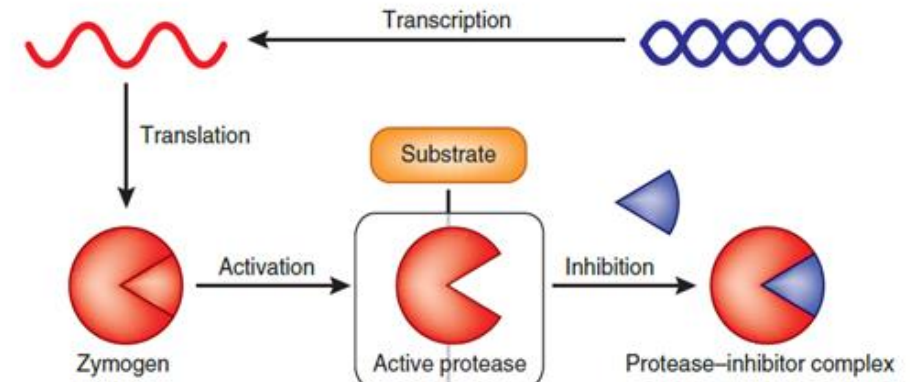 Transcription
Translation
Substrate
Activation
Inhibition
Zymogen
Active protease
Protease–inhibitor complex